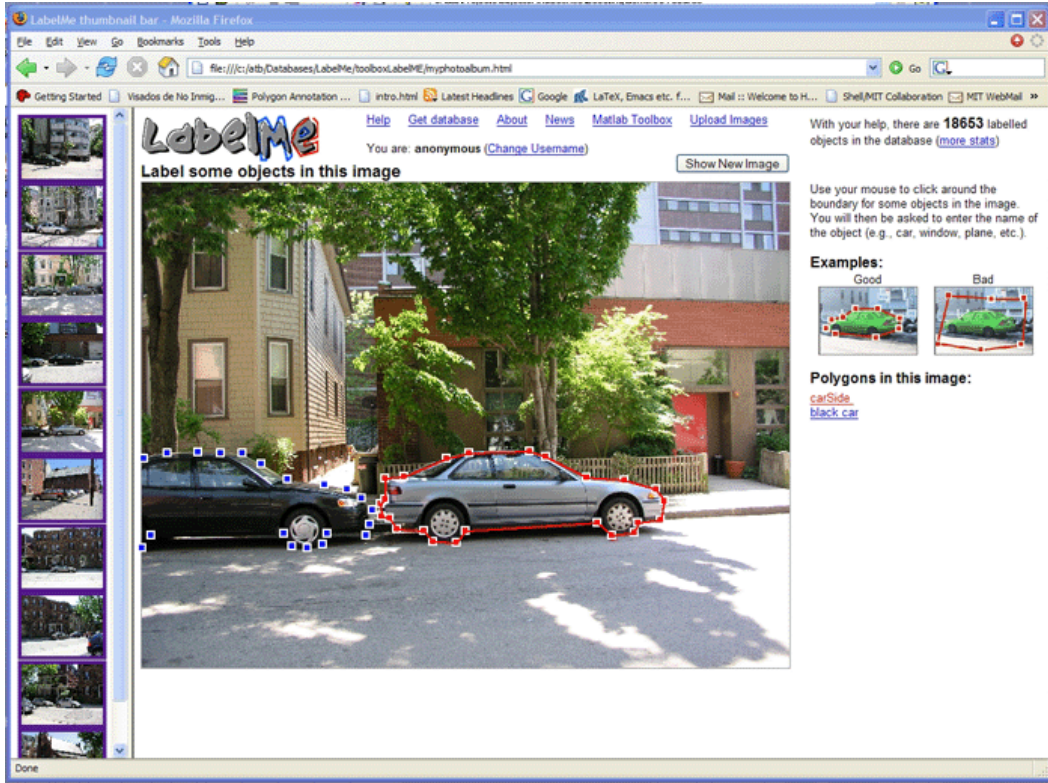 LabelMe thumbnail bar - Mozilla Firefox
File Edit View Go Bookmarks Tools Help
file:///c:/atb/Databases/LabelMe/toolboxLabelME/myphotoalbum.html
Go
G
Getting Started Visados de No Inmig... Polygon Annotation ... intro.html Latest Headlines Google LaTeX, Emacs etc. f... Mail :: Welcome to H... Shell/MIT Collaboration MIT WebMail »
LabelMe
Help Get database About News Matlab Toolbox Upload Images
You are: anonymous (Change Username)
Label some objects in this image
Show New Image
With your help, there are 18653 labelled
objects in the database (more stats)
Use your mouse to click around the
boundary for some objects in the image.
You will then be asked to enter the name of
the object (e.g., car, window, plane, etc.).
Examples:
Good Bad
Polygons in this image:
carSide
black car
Done